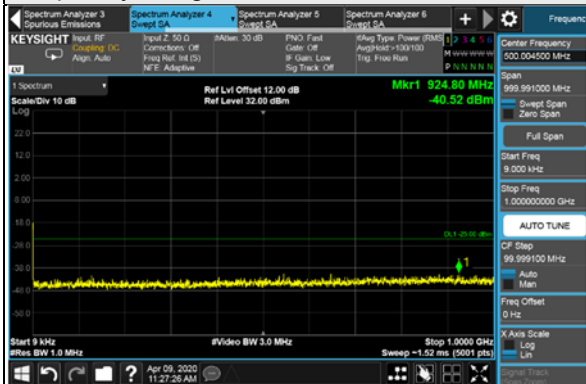 Spectrum Analyzer 3
Spurious Emissions
Spectrum Analyzer 4
Swept SA
Spectrum Analyzer 5
Swept SA
Spectrum Analyzer 6
Swept SA
+
Frequenc
KEYSIGHT
Input: RF
Coupling: DC
Align: Auto
Input Z: 50 Ω
Corrections: Off
Freq Ref: Int (S)
NFE: Adaptive
#Atten: 30 dB
PNO: Fast
Gate: Off
IF Gain: Low
Sig Track: Off
#Avg Type: Power (RMS
Avg|Hold:>100/100
Trig: Free Run
1 2 3 4 5 6
M W W W W W
P N N N N N
LXI
1 Spectrum
Scale/Div 10 dB
Log
Ref Lvl Offset 12.00 dB
Ref Level 32.00 dBm
Mkr1 924.80 MHz
-40.52 dBm
22.0
12.0
2.00
-8.00
-18.0
-28.0
-38.0
-48.0
-58.0
DL1 -25.00 dBm
1
Start 9 kHz
#Res BW 1.0 MHz
#Video BW 3.0 MHz
Stop 1.0000 GHz
Sweep ~1.52 ms (5001 pts)
Center Frequency
500.004500 MHz
Span
999.991000 MHz
Swept Span
Zero Span
Full Span
Start Freq
9.000 kHz
Stop Freq
1.000000000 GHz
AUTO TUNE
CF Step
99.999100 MHz
Auto
Man
Freq Offset
0 Hz
X Axis Scale
Log
Lin
Signal Track
?
Apr 09, 2020
11:27:26 AM